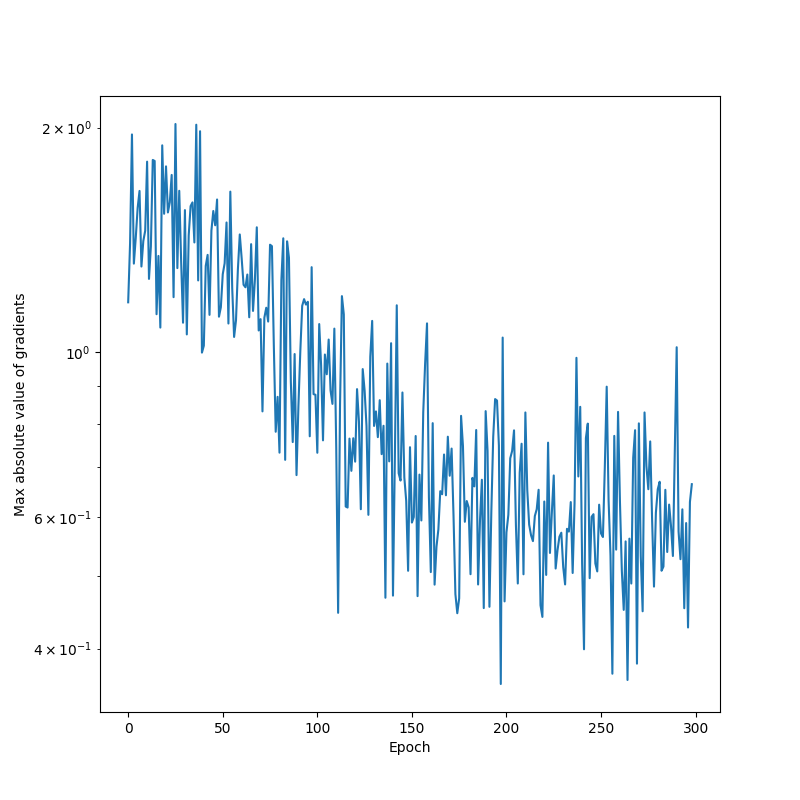 Max absolute value of gradients
2 × 10⁰
10⁰
6 × 10⁻¹
4 × 10⁻¹
0 50 100 150 200 250 300
Epoch